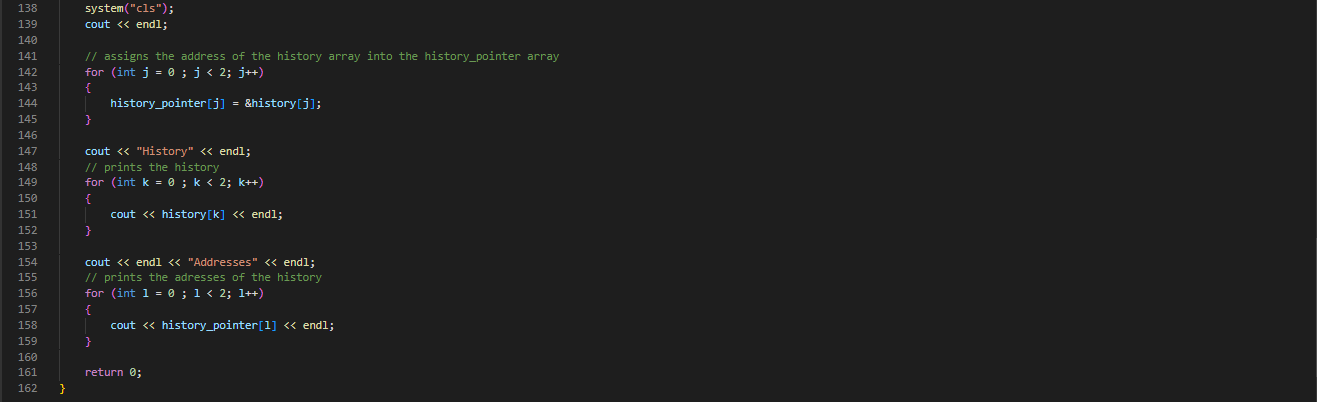 138 system("cls");
139 cout << endl;
140
141 // assigns the address of the history array into the history_pointer array
142 for (int j = 0 ; j < 2; j++)
143 {
144 history_pointer[j] = &history[j];
145 }
146
147 cout << "History" << endl;
148 // prints the history
149 for (int k = 0 ; k < 2; k++)
150 {
151 cout << history[k] << endl;
152 }
153
154 cout << endl << "Addresses" << endl;
155 // prints the adresses of the history
156 for (int l = 0 ; l < 2; l++)
157 {
158 cout << history_pointer[l] << endl;
159 }
160
161 return 0;
162 }